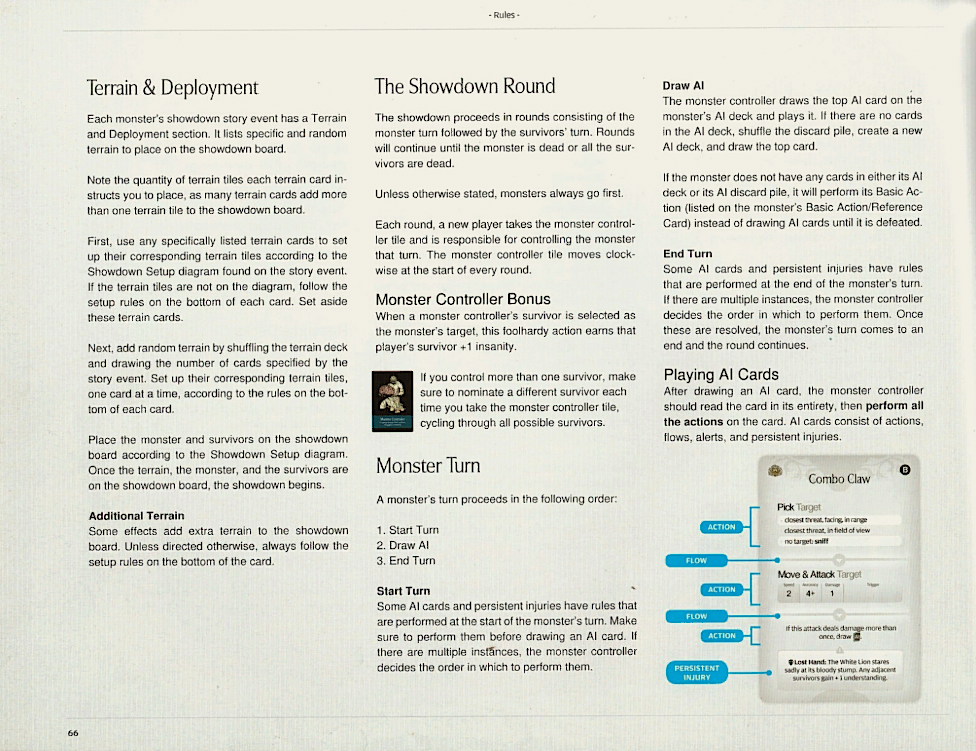 - Rules -
Terrain & Deployment
Each monster's showdown story event has a Terrain
and Deployment section. It lists specific and random
terrain to place on the showdown board.
Note the quantity of terrain tiles each terrain card in-
structs you to place, as many terrain cards add more
than one terrain tile to the showdown board.
First, use any specifically listed terrain cards to set
up their corresponding terrain tiles according to the
Showdown Setup diagram found on the story event.
If the terrain tiles are not on the diagram, follow the
setup rules on the bottom of each card. Set aside
these terrain cards.
Next, add random terrain by shuffling the terrain deck
and drawing the number of cards specified by the
story event. Set up their corresponding terrain tiles,
one card at a time, according to the rules on the bot-
tom of each card.
Place the monster and survivors on the showdown
board according to the Showdown Setup diagram.
Once the terrain, the monster, and the survivors are
on the showdown board, the showdown begins.
Additional Terrain
Some effects add extra terrain to the showdown
board. Unless directed otherwise, always follow the
setup rules on the bottom of the card.
The Showdown Round
The showdown proceeds in rounds consisting of the
monster turn followed by the survivors' turn. Rounds
will continue until the monster is dead or all the sur-
vivors are dead.
Unless otherwise stated, monsters always go first.
Each round, a new player takes the monster control-
ler tile and is responsible for controlling the monster
that turn. The monster controller tile moves clock-
wise at the start of every round.
Monster Controller Bonus
When a monster controller's survivor is selected as
the monster's target, this foolhardy action earns that
player's survivor +1 insanity.
If you control more than one survivor, make
sure to nominate a different survivor each
time you take the monster controller tile,
cycling through all possible survivors.
Monster Turn
A monster's turn proceeds in the following order:
1. Start Turn
2. Draw AI
3. End Turn
Start Turn
Some AI cards and persistent injuries have rules that
are performed at the start of the monster's turn. Make
sure to perform them before drawing an AI card. If
there are multiple instances, the monster controller
decides the order in which to perform them.
Draw AI
The monster controller draws the top AI card on the
monster's AI deck and plays it. If there are no cards
in the AI deck, shuffle the discard pile, create a new
AI deck, and draw the top card.
If the monster does not have any cards in either its AI
deck or its AI discard pile, it will perform its Basic Ac-
tion (listed on the monster's Basic Action/Reference
Card) instead of drawing AI cards until it is defeated.
End Turn
Some AI cards and persistent injuries have rules
that are performed at the end of the monster's turn.
If there are multiple instances, the monster controller
decides the order in which to perform them. Once
these are resolved, the monster's turn comes to an
end and the round continues.
Playing AI Cards
After drawing an AI card, the monster controller
should read the card in its entirety, then perform all
the actions on the card. AI cards consist of actions,
flows, alerts, and persistent injuries.
Combo Claw
B
ACTION
Pick Target
closest threat, facing, in range
closest threat, in field of view
no target: sniff
FLOW
ACTION
Move & Attack Target
Speed Accuracy Damage Trigger
2 4+ 1
FLOW
ACTION
If this attack deals damage more than
once, draw
PERSISTENT
INJURY
Lost Hand: The White Lion stares
sadly at its bloody stump. Any adjacent
survivors gain +1 understanding.
66